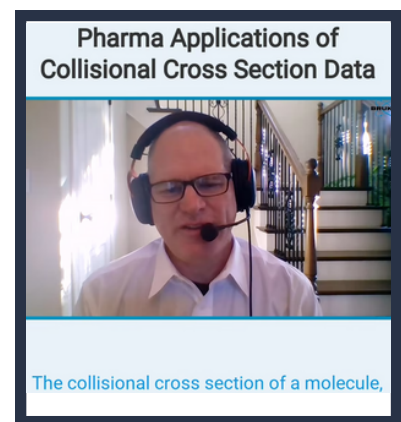 Pharma Applications of
Collisional Cross Section Data
The collisional cross section of a molecule,